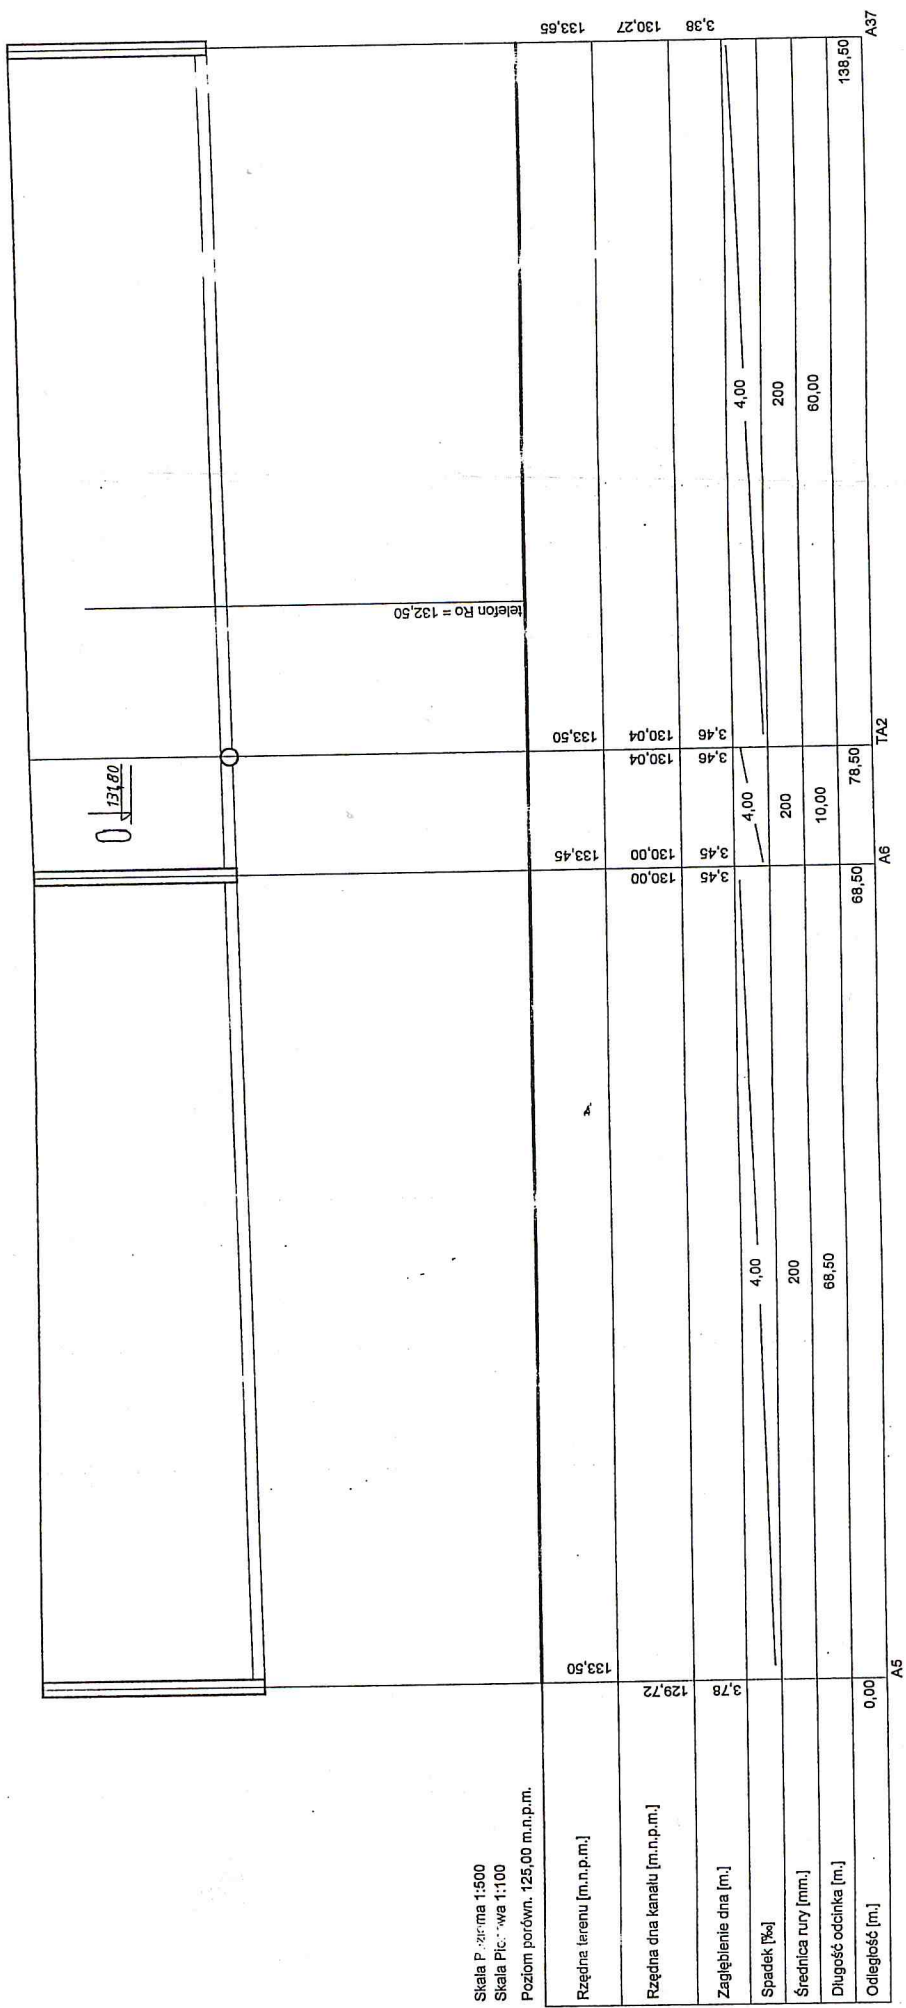 131,80
telefon Ro = 132,50
Skala P
ma 1:500
Skala Pio
wa 1:100
Poziom porówn. 125,00 m.n.p.m.
Rzędna terenu [m.n.p.m.] 133,50 133,45 133,50 133,65
Rzędna dna kanału [m.n.p.m.] 129,72 130,00 130,00 130,04 130,04 130,27
Zagłębienie dna [m.] 3,78 3,45 3,45 3,46 3,46 3,38
Spadek [‰] 4,00 4,00 4,00
Średnica rury [mm.] 200 200 200
Długość odcinka [m.] 68,50 10,00 60,00
Odległość [m.] 0,00 68,50 78,50 138,50
A5 A6 TA2 A37